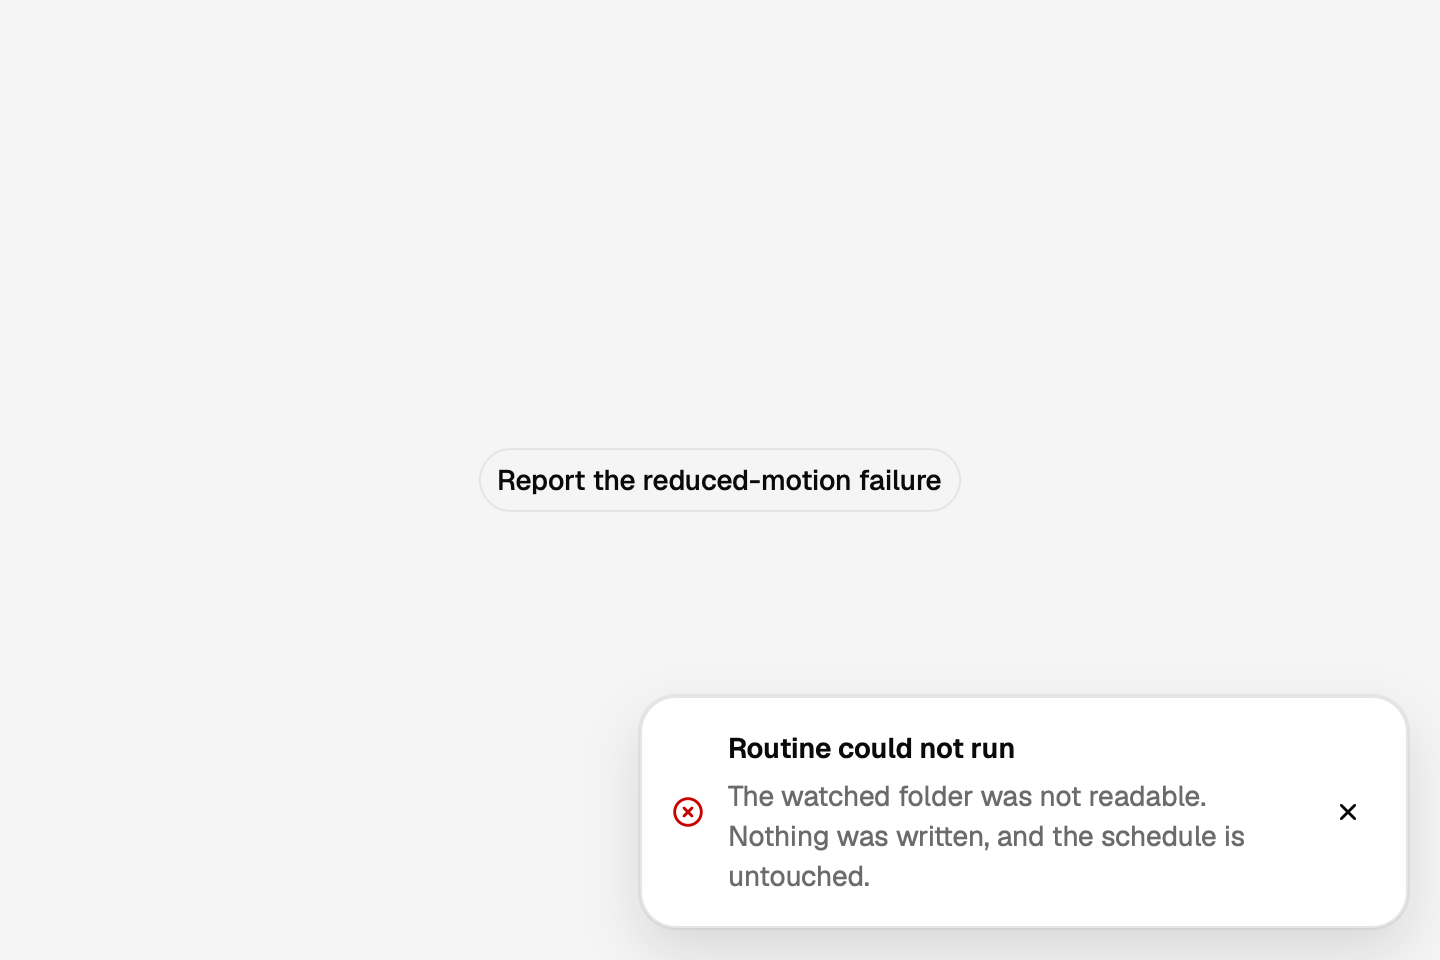 Report the reduced-motion failure
Routine could not run
The watched folder was not readable.
Nothing was written, and the schedule is
untouched.